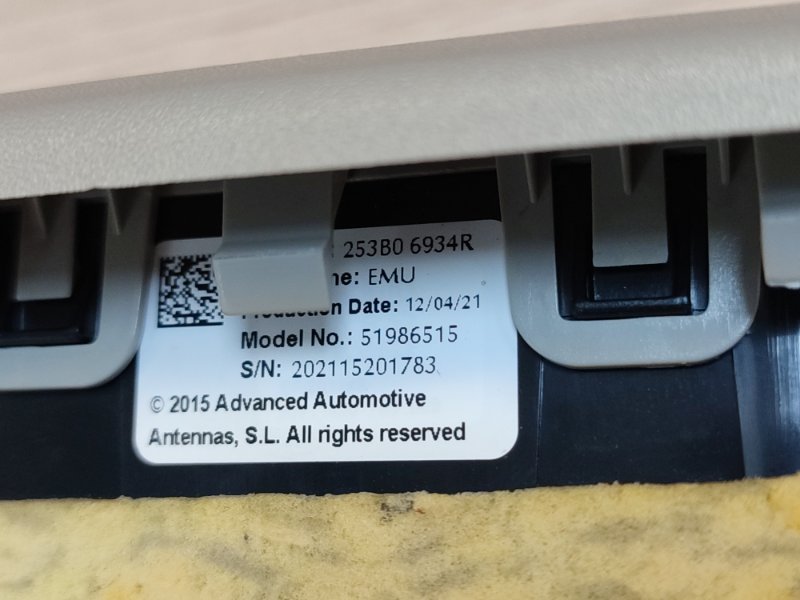 253B0 6934R
EMU
Production Date: 12/04/21
Model No.: 51986515
S/N: 202115201783
© 2015 Advanced Automotive
Antennas, S.L. All rights reserved